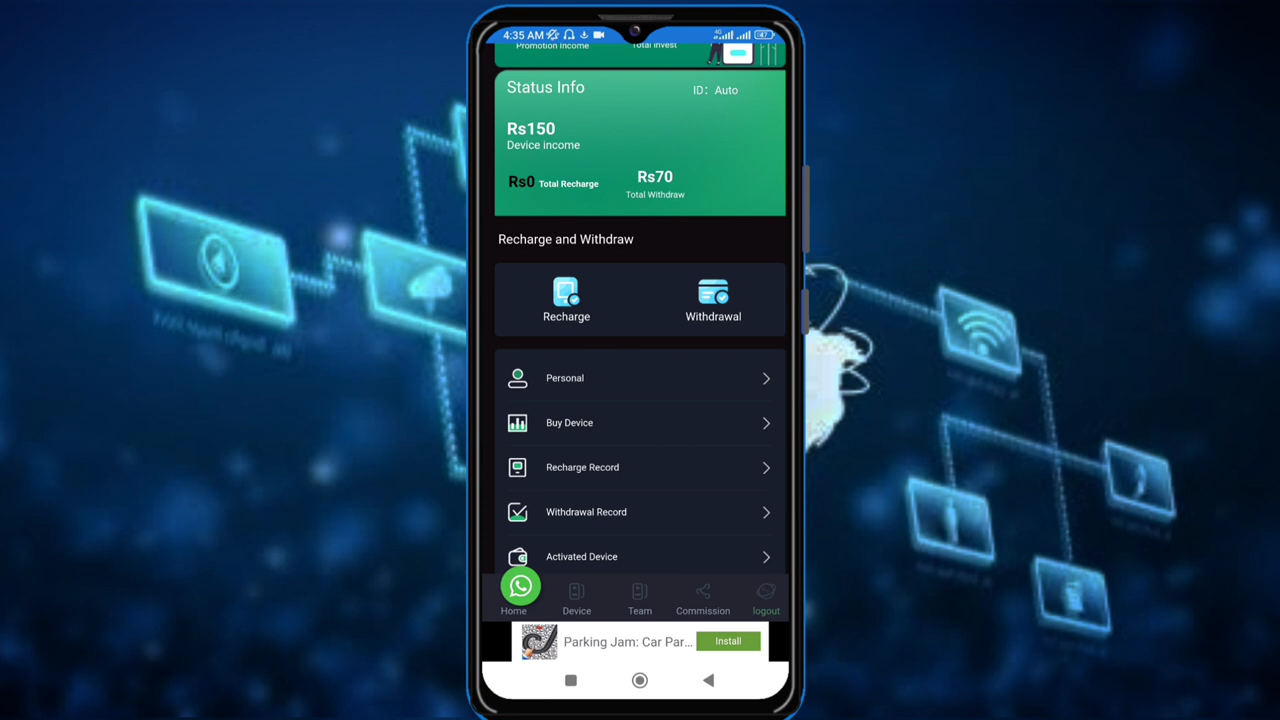 4:35 AM
4G
47
Promotion Income
Total Invest
Status Info
ID: Auto
Rs150
Device income
Rs0 Total Recharge
Rs70
Total Withdraw
Recharge and Withdraw
Recharge
Withdrawal
Personal
Buy Device
Recharge Record
Withdrawal Record
Activated Device
Home
Device
Team
Commission
logout
Parking Jam: Car Par...
Install